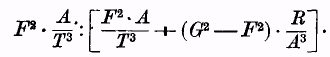 F² · A/T³ : [F² · A/T³ + (G² — F²) · R/A³] ·